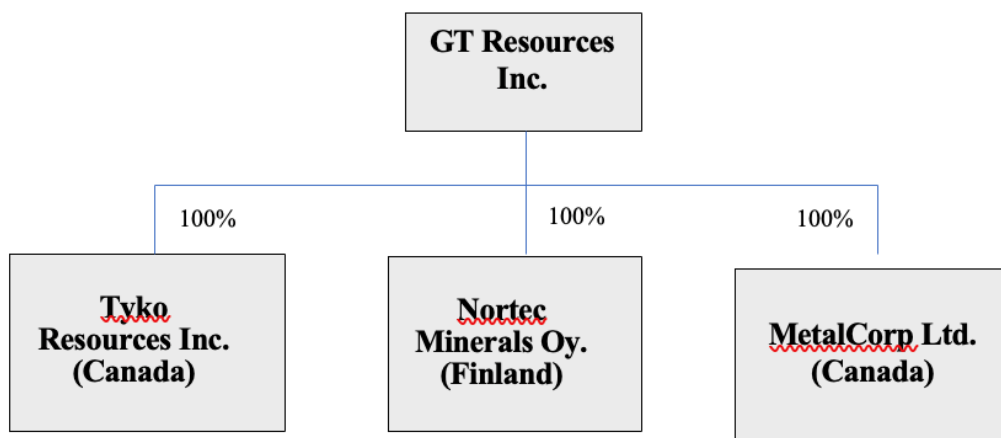 GT Resources
Inc.
100%
100%
100%
Tyko
Resources Inc.
(Canada)
Nortec
Minerals Oy.
(Finland)
MetalCorp Ltd.
(Canada)